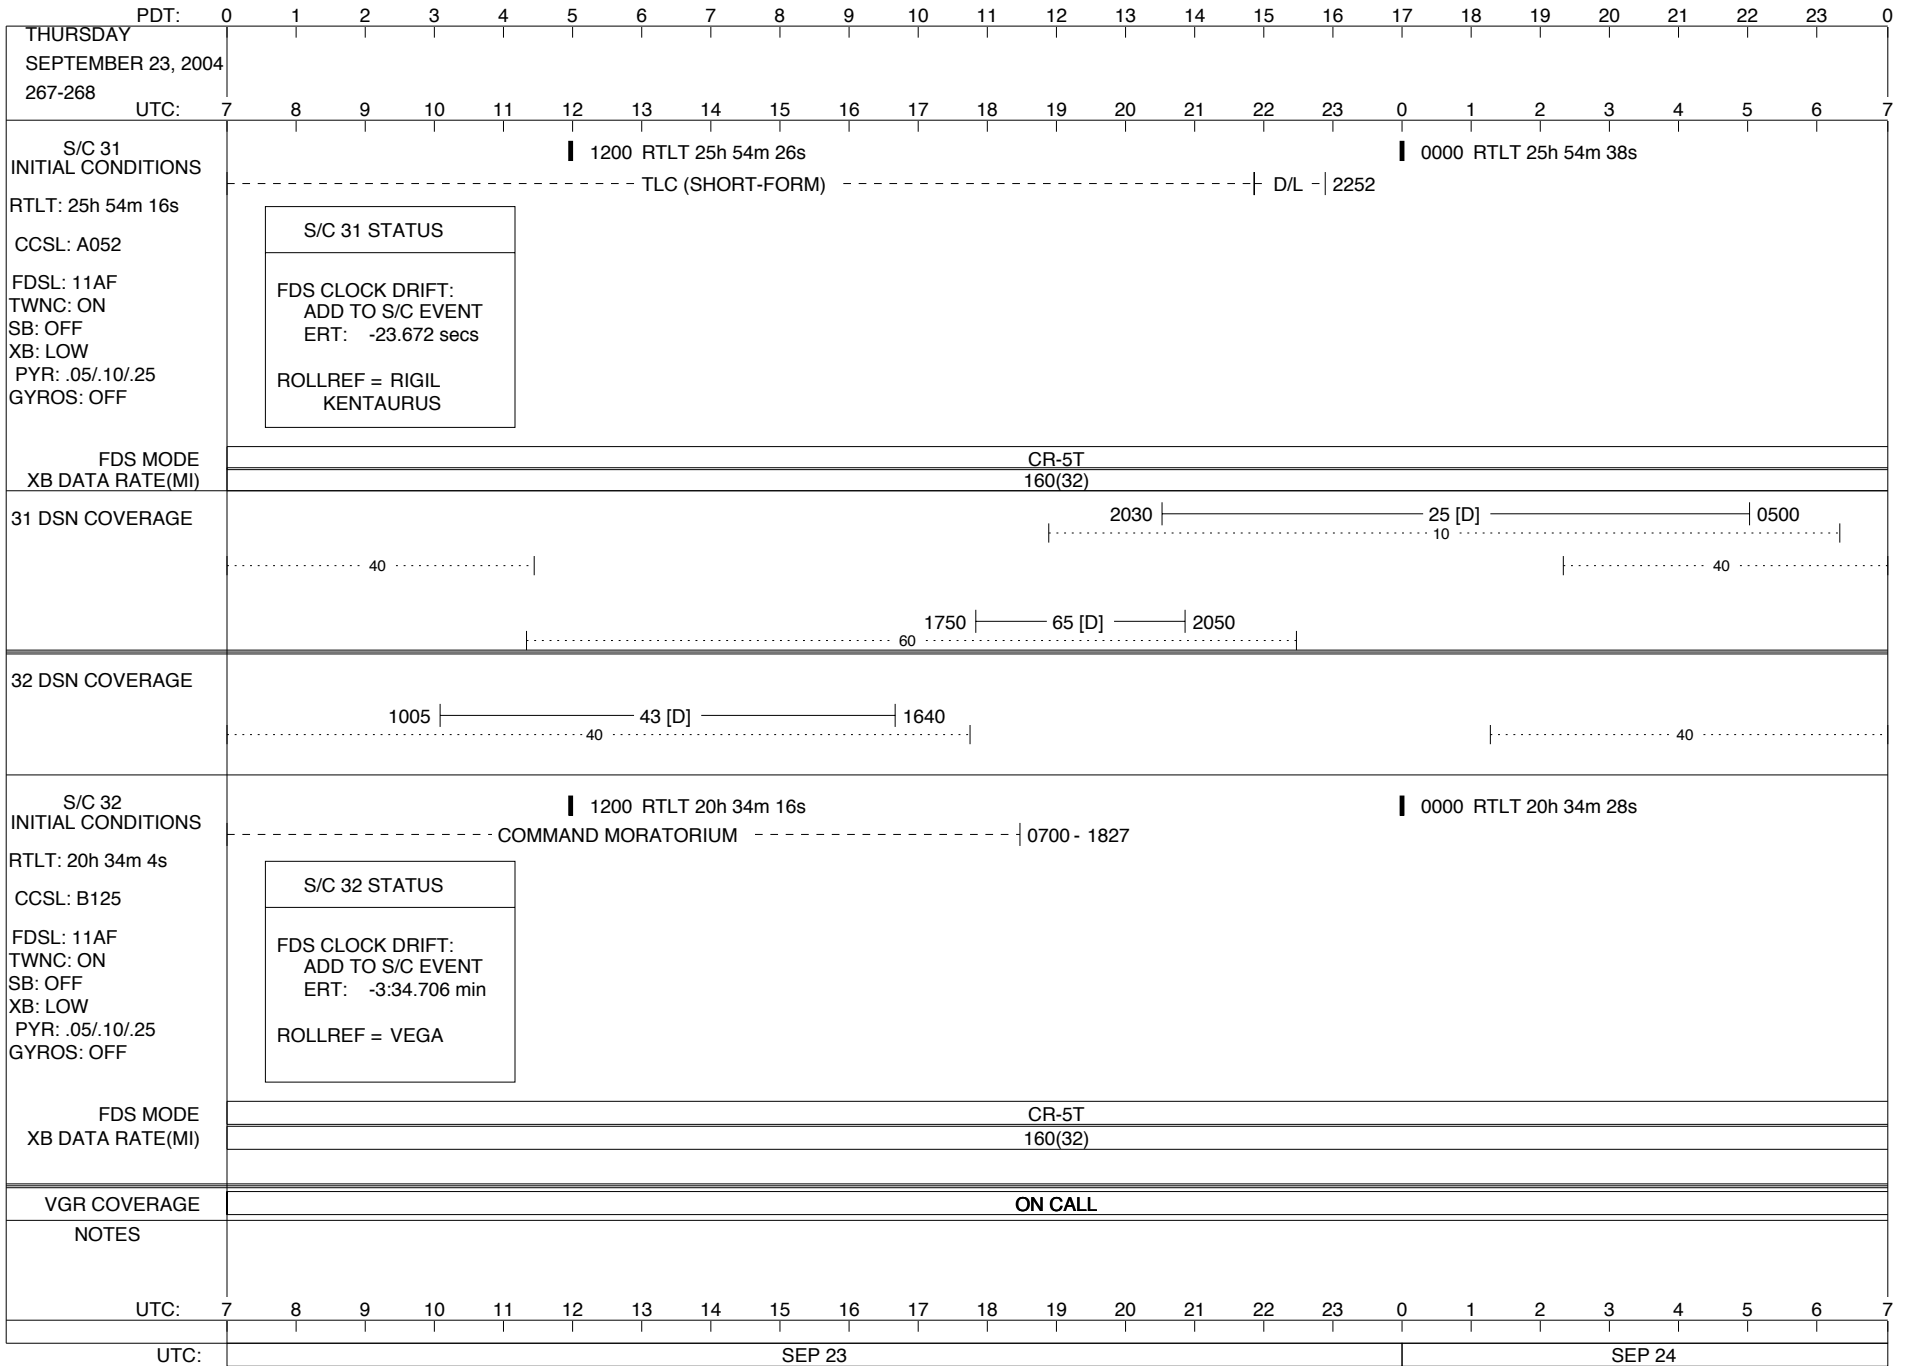 PDT: 0 1 2 3 4 5 6 7 8 9 10 11 12 13 14 15 16 17 18 19 20 21 22 23 0
THURSDAY
SEPTEMBER 23, 2004
267-268
UTC: 7 8 9 10 11 12 13 14 15 16 17 18 19 20 21 22 23 0 1 2 3 4 5 6 7
S/C 31
INITIAL CONDITIONS
1200 RTLT 25h 54m 26s
0000 RTLT 25h 54m 38s
TLC (SHORT-FORM) D/L 2252
RTLT: 25h 54m 16s
CCSL: A052
FDSL: 11AF
TWNC: ON
SB: OFF
XB: LOW
PYR: .05/.10/.25
GYROS: OFF
S/C 31 STATUS
FDS CLOCK DRIFT:
ADD TO S/C EVENT
ERT: -23.672 secs
ROLLREF = RIGIL
KENTAURUS
FDS MODE CR-5T
XB DATA RATE(MI) 160(32)
31 DSN COVERAGE
2030 25 [D] 0500
10
40 40
1750 65 [D] 2050
60
32 DSN COVERAGE
1005 43 [D] 1640
40 40
S/C 32
INITIAL CONDITIONS
1200 RTLT 20h 34m 16s
0000 RTLT 20h 34m 28s
COMMAND MORATORIUM 0700 - 1827
RTLT: 20h 34m 4s
CCSL: B125
FDSL: 11AF
TWNC: ON
SB: OFF
XB: LOW
PYR: .05/.10/.25
GYROS: OFF
S/C 32 STATUS
FDS CLOCK DRIFT:
ADD TO S/C EVENT
ERT: -3:34.706 min
ROLLREF = VEGA
FDS MODE CR-5T
XB DATA RATE(MI) 160(32)
VGR COVERAGE ON CALL
NOTES
UTC: 7 8 9 10 11 12 13 14 15 16 17 18 19 20 21 22 23 0 1 2 3 4 5 6 7
UTC: SEP 23 SEP 24